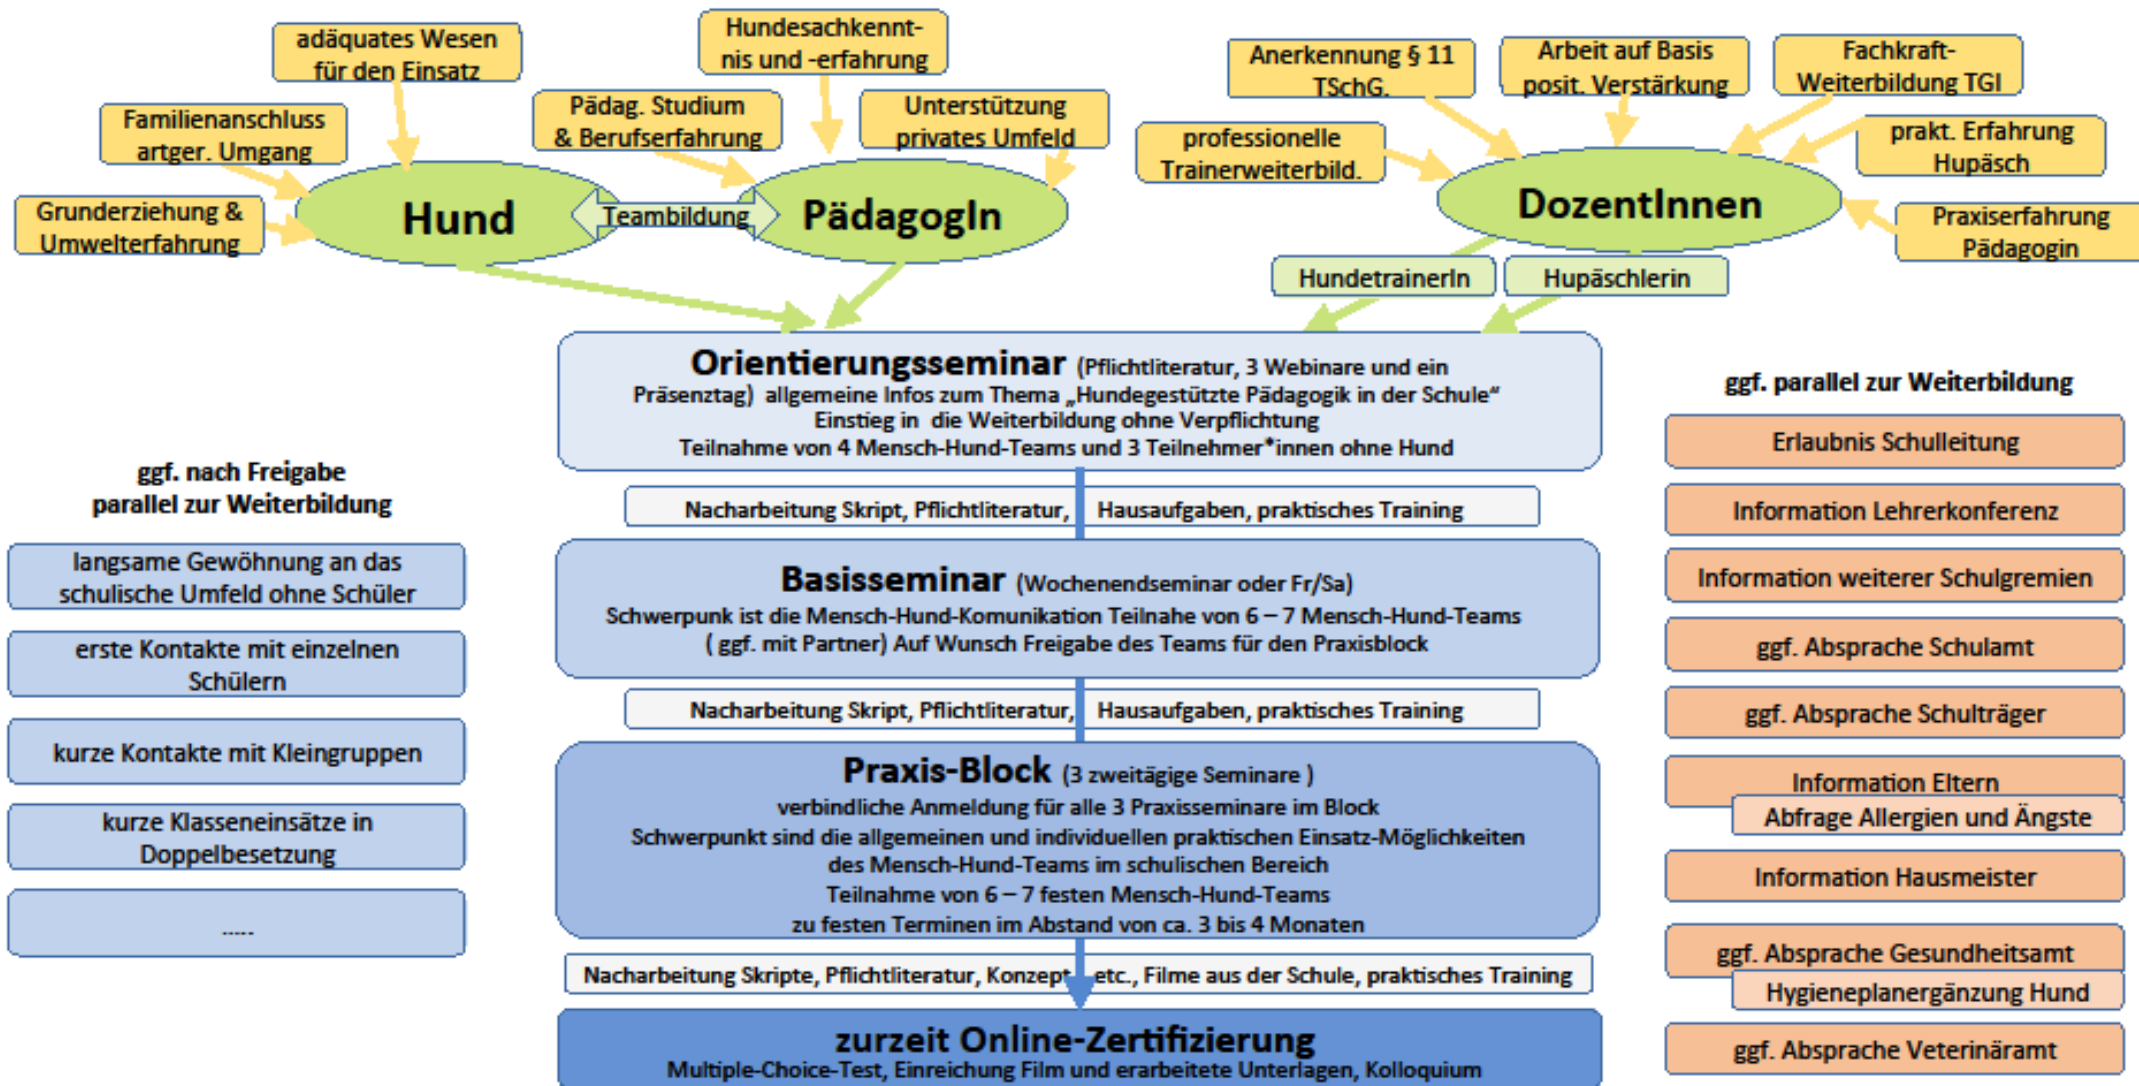 adäquates Wesen
für den Einsatz
Hundesachkennt-
nis und -erfahrung
Familienanschluss
artger. Umgang
Pädag. Studium
& Berufserfahrung
Unterstützung
privates Umfeld
Grunderziehung &
Umwelterfahrung
Hund
Teambildung
PädagogIn
Anerkennung § 11
TSchG.
Arbeit auf Basis
posit. Verstärkung
Fachkraft-
Weiterbildung TGI
professionelle
Trainerweiterbild.
prakt. Erfahrung
Hupäsch
DozentInnen
Praxiserfahrung
Pädagogin
HundetrainerIn
Hupäschlerin
Orientierungsseminar (Pflichtliteratur, 3 Webinare und ein
Präsenztag) allgemeine Infos zum Thema „Hundegestützte Pädagogik in der Schule“
Einstieg in die Weiterbildung ohne Verpflichtung
Teilnahme von 4 Mensch-Hund-Teams und 3 Teilnehmer*innen ohne Hund
Nacharbeitung Skript, Pflichtliteratur, Hausaufgaben, praktisches Training
Basisseminar (Wochenendseminar oder Fr/Sa)
Schwerpunk ist die Mensch-Hund-Komunikation Teilnahe von 6 – 7 Mensch-Hund-Teams
( ggf. mit Partner) Auf Wunsch Freigabe des Teams für den Praxisblock
Nacharbeitung Skript, Pflichtliteratur, Hausaufgaben, praktisches Training
Praxis-Block (3 zweitägige Seminare )
verbindliche Anmeldung für alle 3 Praxisseminare im Block
Schwerpunkt sind die allgemeinen und individuellen praktischen Einsatz-Möglichkeiten
des Mensch-Hund-Teams im schulischen Bereich
Teilnahme von 6 – 7 festen Mensch-Hund-Teams
zu festen Terminen im Abstand von ca. 3 bis 4 Monaten
Nacharbeitung Skripte, Pflichtliteratur, Konzept etc., Filme aus der Schule, praktisches Training
zurzeit Online-Zertifizierung
Multiple-Choice-Test, Einreichung Film und erarbeitete Unterlagen, Kolloquium
ggf. nach Freigabe
parallel zur Weiterbildung
langsame Gewöhnung an das
schulische Umfeld ohne Schüler
erste Kontakte mit einzelnen
Schülern
kurze Kontakte mit Kleingruppen
kurze Klasseneinsätze in
Doppelbesetzung
.....
ggf. parallel zur Weiterbildung
Erlaubnis Schulleitung
Information Lehrerkonferenz
Information weiterer Schulgremien
ggf. Absprache Schulamt
ggf. Absprache Schulträger
Information Eltern
Abfrage Allergien und Ängste
Information Hausmeister
ggf. Absprache Gesundheitsamt
Hygieneplanergänzung Hund
ggf. Absprache Veterinäramt